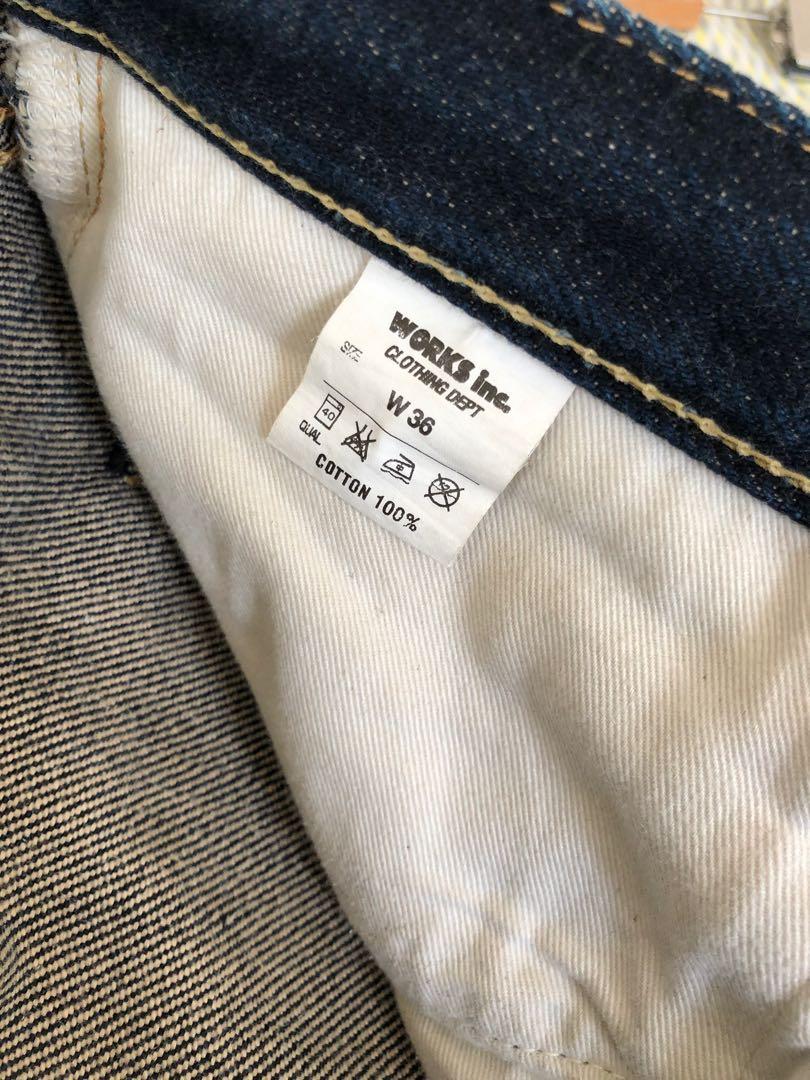 WORKS inc.
CLOTHING DEPT
SIZE
W 36
40
QUAL
COTTON 100%